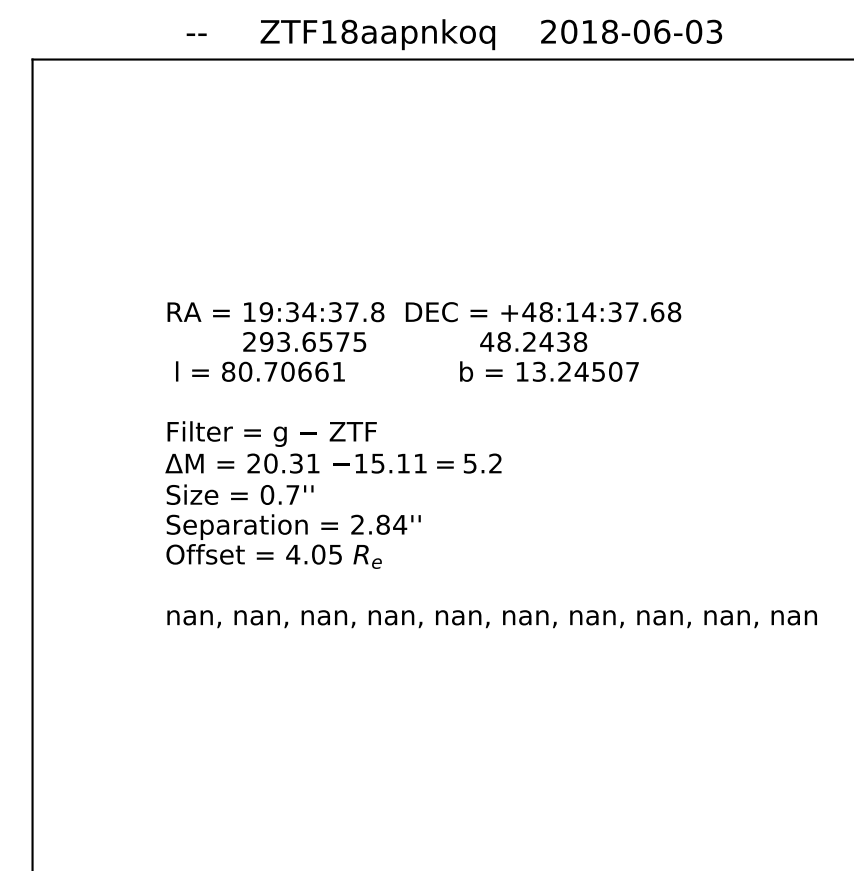 -- ZTF18aapnkoq 2018-06-03
RA = 19:34:37.8 DEC = +48:14:37.68
293.6575 48.2438
l = 80.70661 b = 13.24507
Filter = g − ZTF
ΔM = 20.31 −15.11 = 5.2
Size = 0.7''
Separation = 2.84''
Offset = 4.05 Re
nan, nan, nan, nan, nan, nan, nan, nan, nan, nan